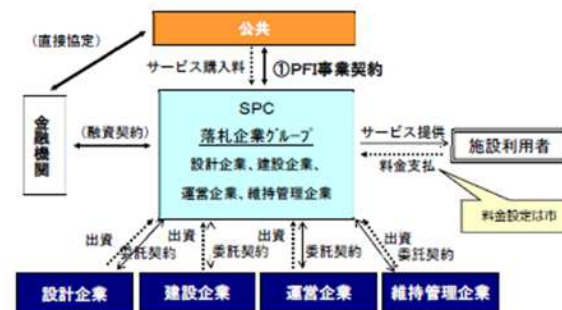 公共
(直接協定)
サービス購入料
①PFI事業契約
金融機関
(融資契約)
SPC
落札企業ｸﾞﾙｰﾌﾟ
設計企業、建設企業、
運営企業、維持管理企業
サービス提供
施設利用者
料金支払
料金設定は市
出資
委託契約
出資
委託契約
出資
委託契約
出資
委託契約
設計企業
建設企業
運営企業
維持管理企業